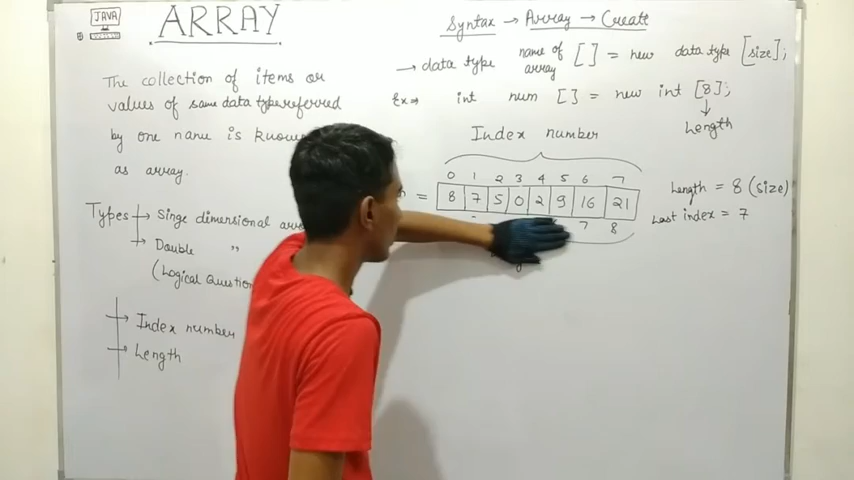 JAVA
ARRAY
The collection of items or
values of same data type referred
by one name is know
as array.
Types
Singe dimensional arr
Double "
(Logical Question
Index number
Length
Syntax → Array → Create
→ data type name of array [ ] = new data type [size];
Ex ⇒ int num [ ] = new int [8];
Length
Index number
0 1 2 3 4 5 6 7
= 8 7 5 0 2 9 16 21
7 8
Length = 8 (size)
Last index = 7